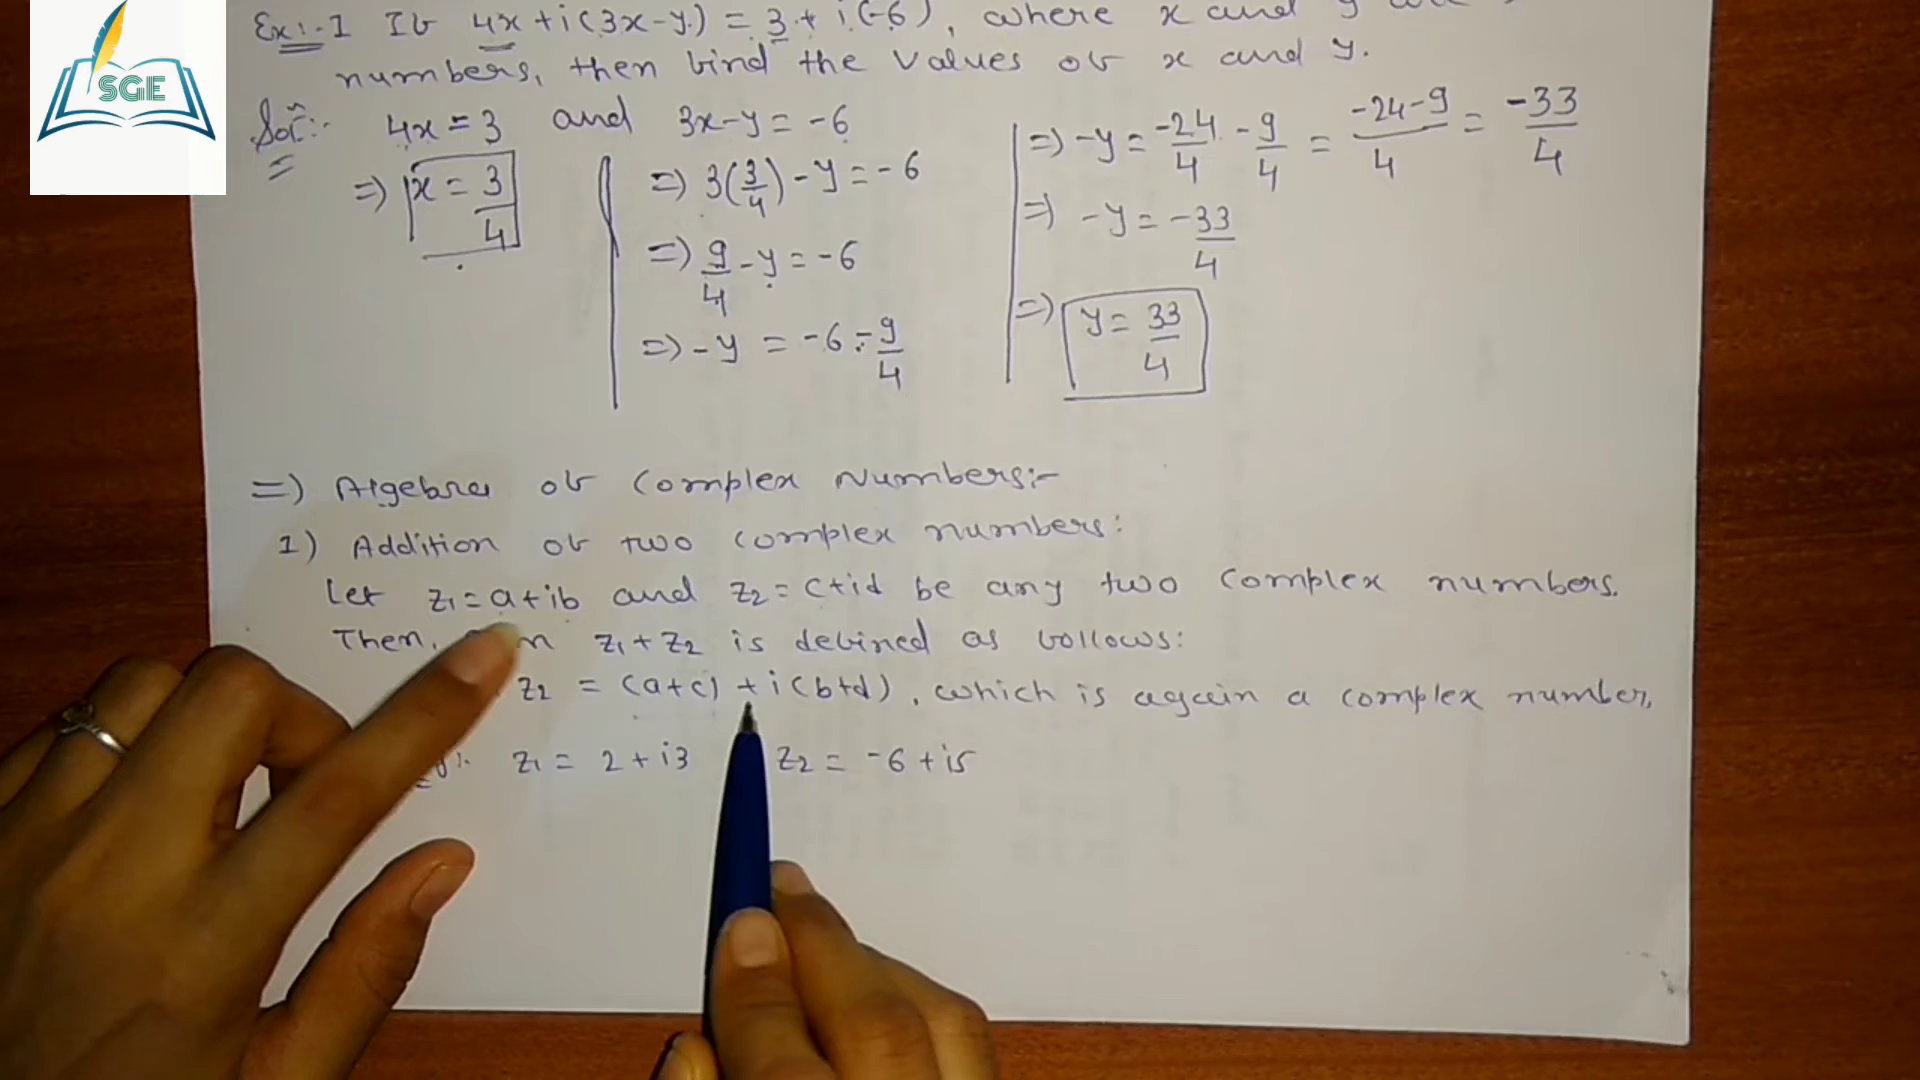 SGE
Ex:-1 If 4x+i(3x-y)=3+i(-6), where x and y are
numbers, then find the values of x and y.
Sol:- 4x=3 and 3x-y=-6
=) x=3/4
=) 3(3/4)-y=-6
=) 9/4-y=-6
=) -y = -6-9/4
=) -y=-24/4-9/4=-24-9/4=-33/4
=) -y=-33/4
=) y=33/4
=) Algebra of Complex Numbers:-
1) Addition of two complex numbers:
Let z1=a+ib and z2=c+id be any two complex numbers.
Then, z1+z2 is defined as follows:
z2 = (a+c)+i(b+d), which is again a complex number.
z1 = 2+i3 z2 = -6+i5